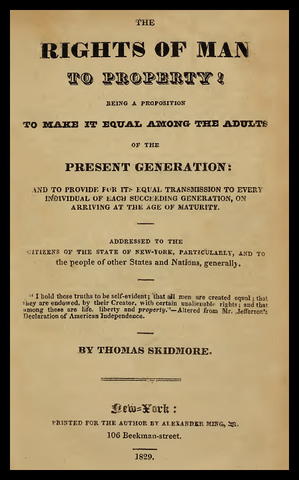 THE
RIGHTS OF MAN
TO PROPERTY!
BEING A PROPOSITION
TO MAKE IT EQUAL AMONG THE ADULTS
OF THE
PRESENT GENERATION:
AND TO PROVIDE FOR ITS EQUAL TRANSMISSION TO EVERY
INDIVIDUAL OF EACH SUCCEEDING GENERATION, ON
ARRIVING AT THE AGE OF MATURITY.
ADDRESSED TO THE
CITIZENS OF THE STATE OF NEW-YORK, PARTICULARLY, AND TO
the people of other States and Nations, generally.
"I hold these truths to be self-evident; that all men are created equal; that
they are endowed, by their Creator, with certain unalienable rights; and that
among these are life, liberty and property."—Altered from Mr. Jefferson's
Declaration of American Independence.
BY THOMAS SKIDMORE.
New-York:
PRINTED FOR THE AUTHOR BY ALEXANDER MING, JR.
106 Beekman-street.
1829.